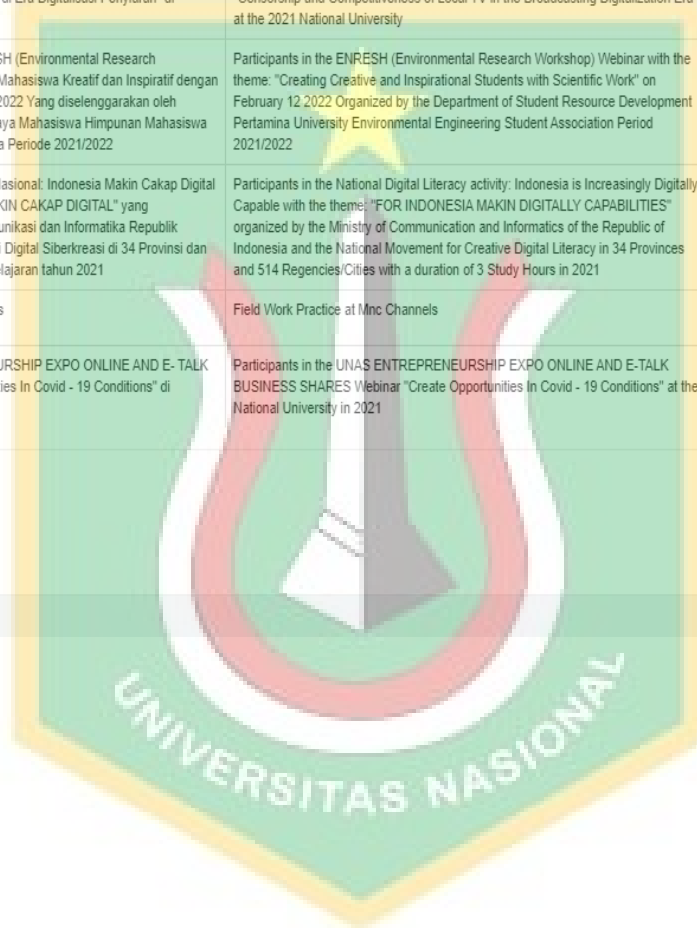 at the 2021 National University
SH (Environmental Research
Mahasiswa Kreatif dan Inspiratif dengan
2022 Yang diselenggarakan oleh
aya Mahasiswa Himpunan Mahasiswa
a Periode 2021/2022
Participants in the ENRESH (Environmental Research Workshop) Webinar with the
theme: "Creating Creative and Inspirational Students with Scientific Work" on
February 12 2022 Organized by the Department of Student Resource Development
Pertamina University Environmental Engineering Student Association Period
2021/2022
Nasional: Indonesia Makin Cakap Digital
KIN CAKAP DIGITAL" yang
unikasi dan Informatika Republik
i Digital Siberkreasi di 34 Provinsi dan
elajaran tahun 2021
Participants in the National Digital Literacy activity: Indonesia is Increasingly Digitally
Capable with the theme: "FOR INDONESIA MAKIN DIGITALLY CAPABILITIES"
organized by the Ministry of Communication and Informatics of the Republic of
Indonesia and the National Movement for Creative Digital Literacy in 34 Provinces
and 514 Regencies/Cities with a duration of 3 Study Hours in 2021
s
Field Work Practice at Mnc Channels
URSHIP EXPO ONLINE AND E- TALK
ties In Covid - 19 Conditions" di
Participants in the UNAS ENTREPRENEURSHIP EXPO ONLINE AND E-TALK
BUSINESS SHARES Webinar "Create Opportunities In Covid - 19 Conditions" at the
National University in 2021
UNIVERSITAS NASIONAL